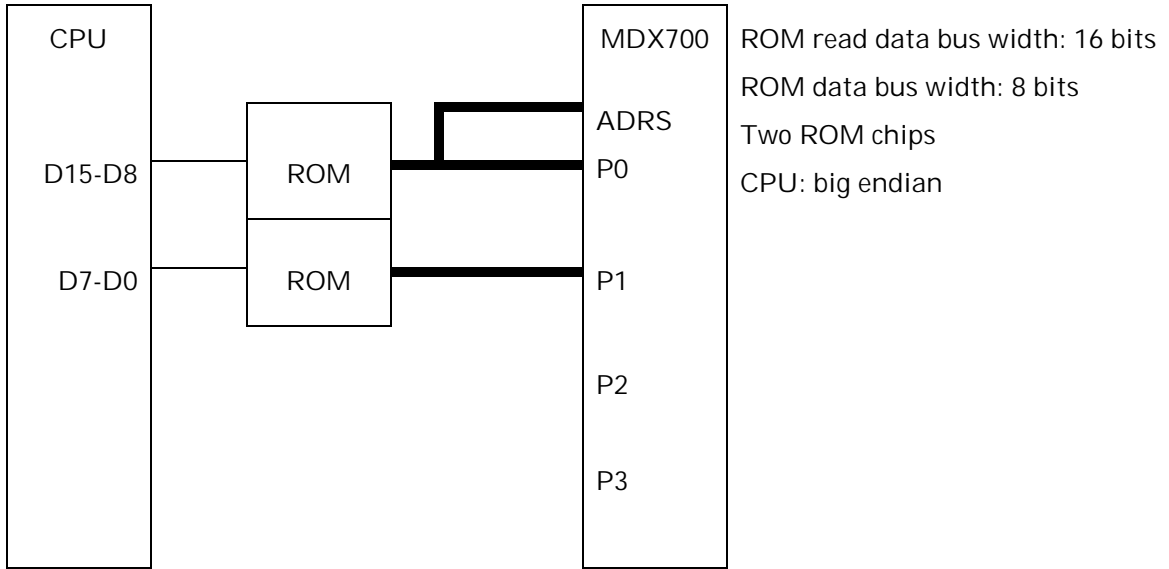 CPU
MDX700
ROM read data bus width: 16 bits
ROM data bus width: 8 bits
ADRS
Two ROM chips
D15-D8
ROM
P0
CPU: big endian
D7-D0
ROM
P1
P2
P3